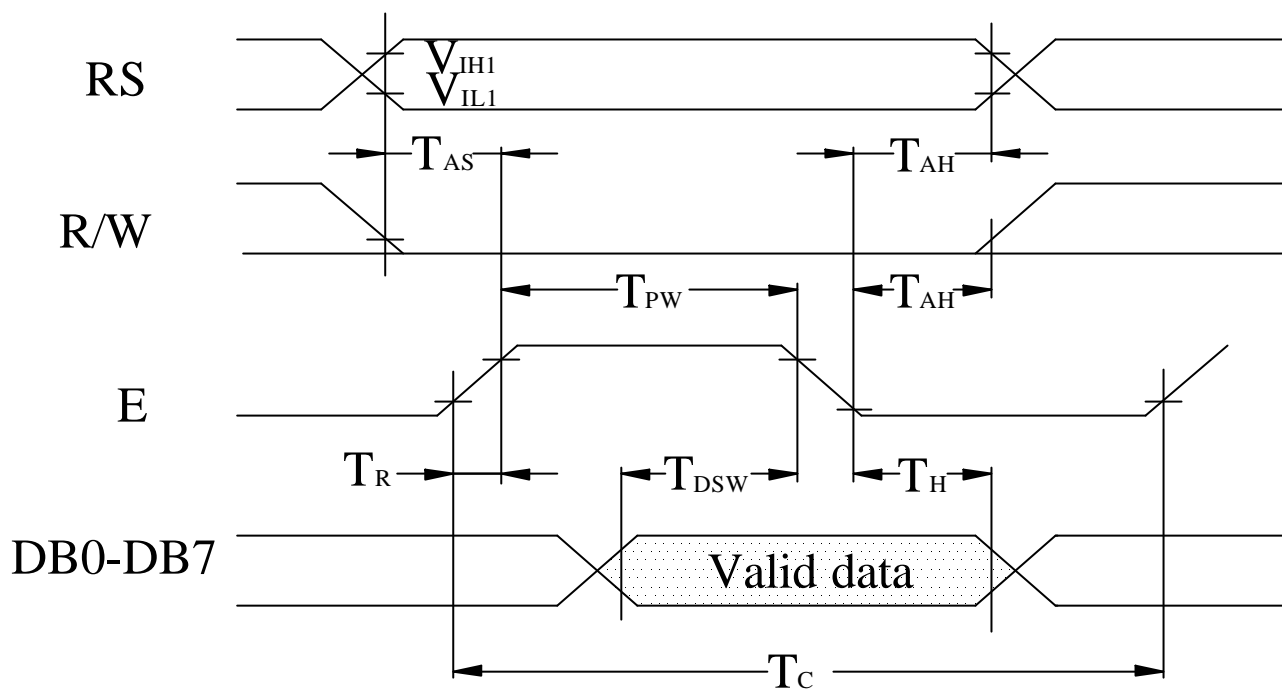 RS
VIH1
VIL1
TAS
TAH
R/W
TPW
TAH
E
TR
TDSW
TH
DB0-DB7
Valid data
TC